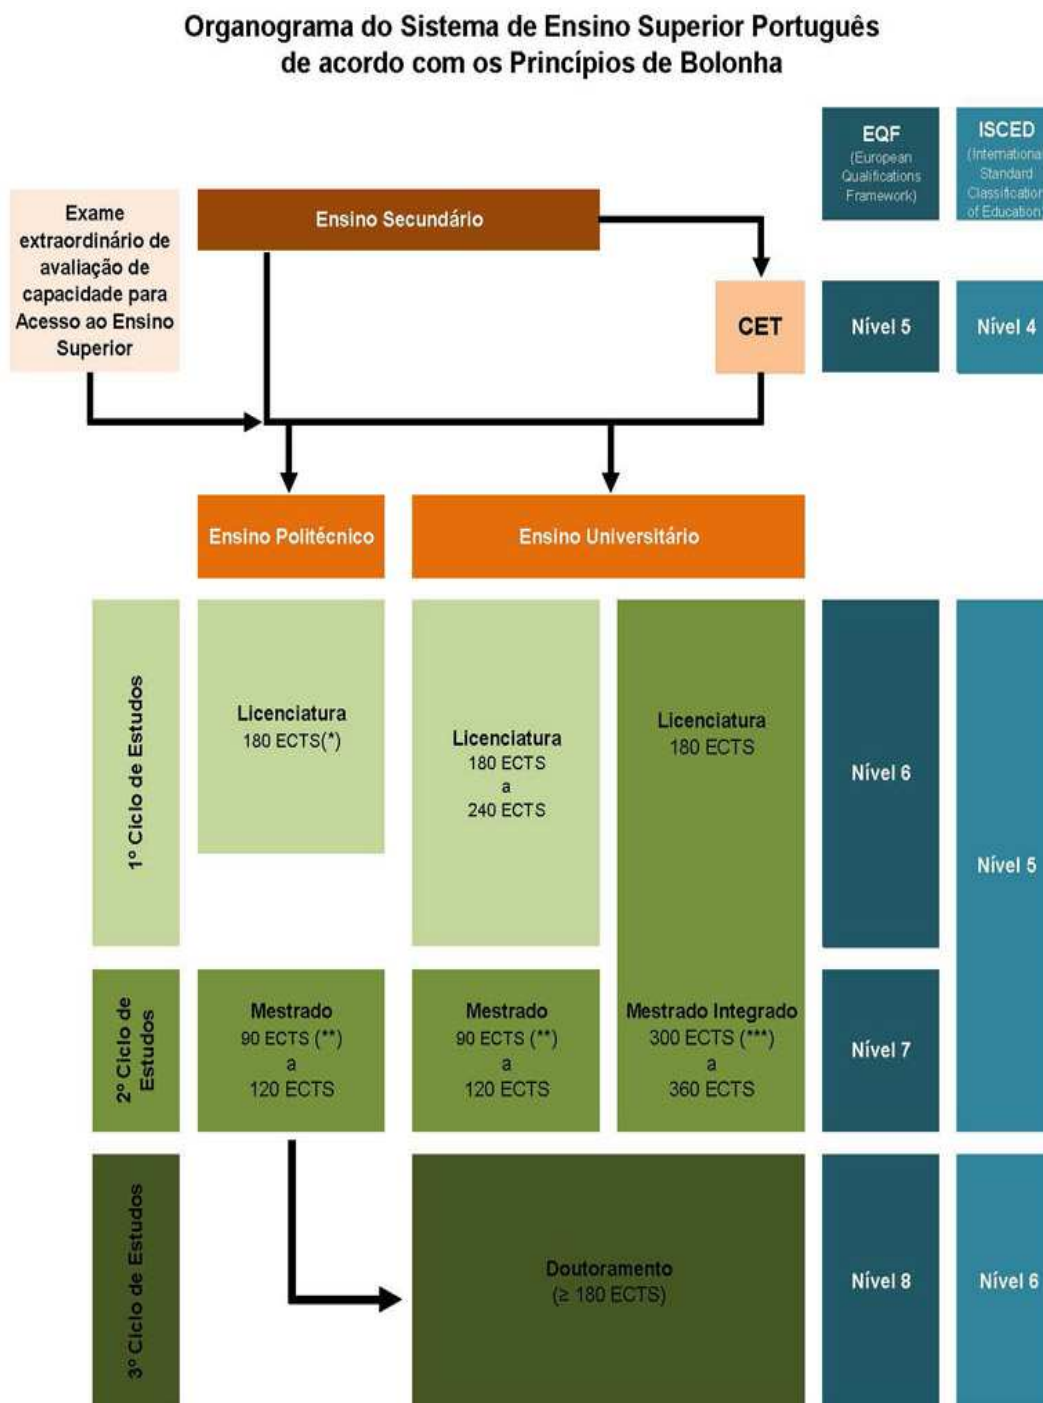 Organograma do Sistema de Ensino Superior Português
de acordo com os Princípios de Bolonha
EQF
(European
Qualifications
Framework)
ISCED
(International
Standard
Classification
of Education
Exame
extraordinário de
avaliação de
capacidade para
Acesso ao Ensino
Superior
Ensino Secundário
CET
Nível 5
Nível 4
Ensino Politécnico
Ensino Universitário
1º Ciclo de Estudos
Licenciatura
180 ECTS(*)
Licenciatura
180 ECTS
a
240 ECTS
Licenciatura
180 ECTS
Nível 6
Nível 5
2º Ciclo de
Estudos
Mestrado
90 ECTS (**)
a
120 ECTS
Mestrado
90 ECTS (**)
a
120 ECTS
Mestrado Integrado
300 ECTS (***)
a
360 ECTS
Nível 7
3º Ciclo de Estudos
Doutoramento
(≥ 180 ECTS)
Nível 8
Nível 6